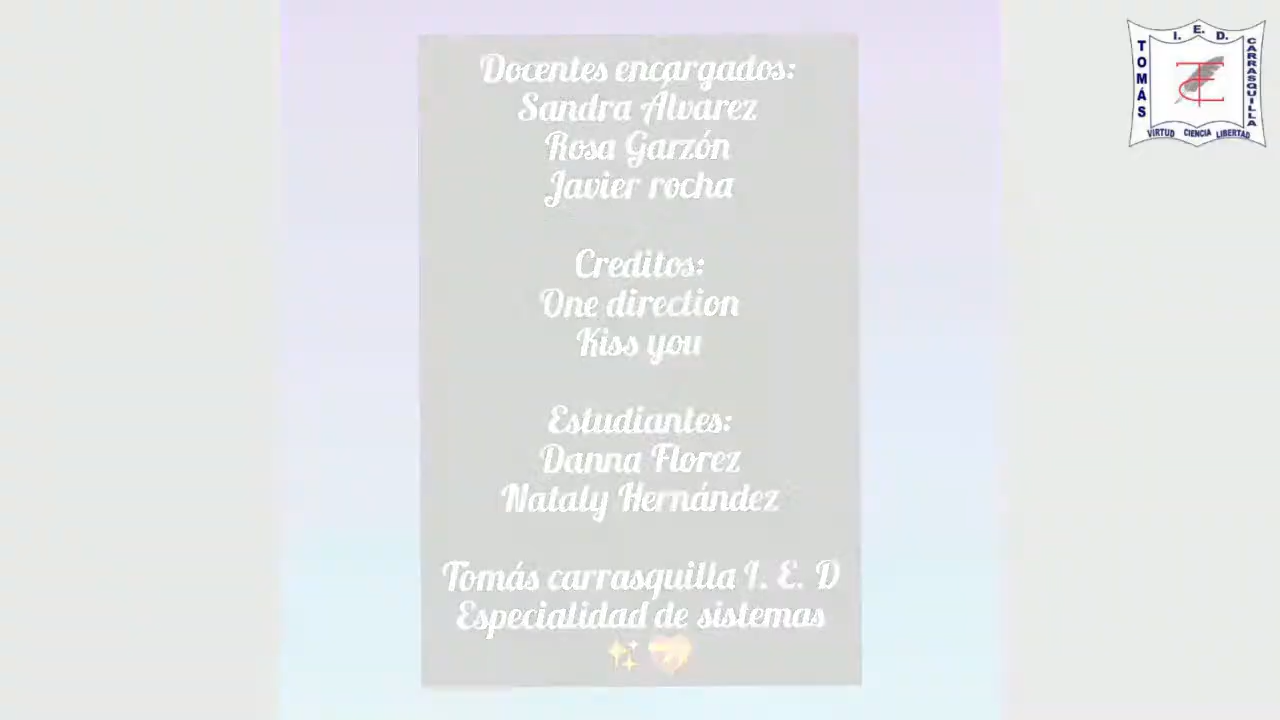 Docentes encargados:
Sandra Álvarez
Rosa Garzón
Javier rocha
Creditos:
One direction
Kiss you
Estudiantes:
Danna Florez
Nataly Hernández
Tomás carrasquilla I. E. D
Especialidad de sistemas
I. E. D.
TOMÁS
CARRASQUILLA
VIRTUD CIENCIA LIBERTAD